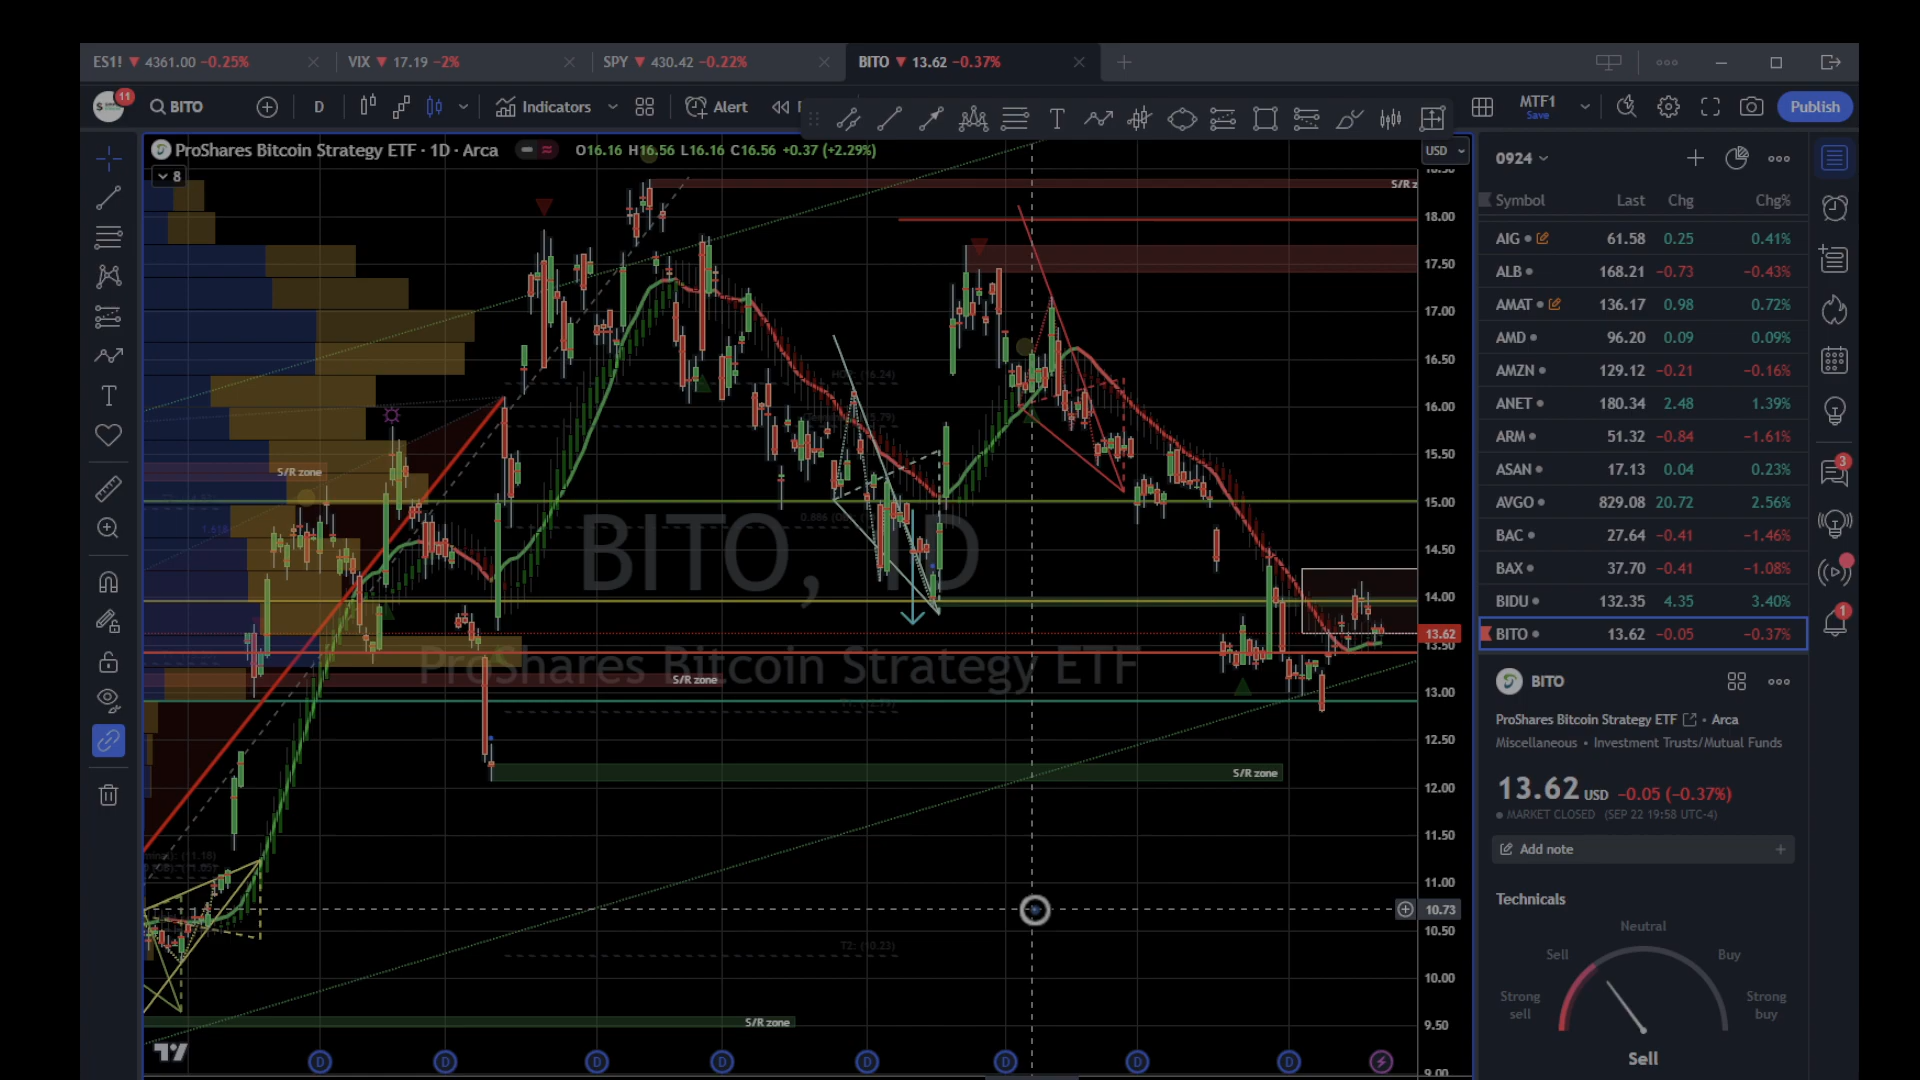 ES1! ▼ 4361.00 −0.25%
VIX ▼ 17.19 −2%
SPY ▼ 430.42 −0.22%
BITO ▼ 13.62 −0.37%
11
BITO
D
Indicators
Alert
MTF1
Save
Publish
ProShares Bitcoin Strategy ETF · 1D · Arca
O16.16 H16.56 L16.16 C16.56 +0.37 (+2.29%)
8
USD
S/R z
18.00
17.50
17.00
16.50
16.00
15.50
15.00
14.50
14.00
13.62
13.50
13.00
12.50
12.00
11.50
11.00
10.73
10.50
10.00
9.50
9.00
S/R zone
S/R zone
S/R zone
S/R zone
T2: (10.23)
BITO, 1D
ProShares Bitcoin Strategy ETF
D
D
D
D
D
D
D
D
0924
Symbol Last Chg Chg%
AIG 61.58 0.25 0.41%
ALB 168.21 −0.73 −0.43%
AMAT 136.17 0.98 0.72%
AMD 96.20 0.09 0.09%
AMZN 129.12 −0.21 −0.16%
ANET 180.34 2.48 1.39%
ARM 51.32 −0.84 −1.61%
ASAN 17.13 0.04 0.23%
AVGO 829.08 20.72 2.56%
BAC 27.64 −0.41 −1.46%
BAX 37.70 −0.41 −1.08%
BIDU 132.35 4.35 3.40%
BITO 13.62 −0.05 −0.37%
BITO
ProShares Bitcoin Strategy ETF • Arca
Miscellaneous • Investment Trusts/Mutual Funds
13.62 USD −0.05 (−0.37%)
MARKET CLOSED (SEP 22 19:58 UTC-4)
Add note
Technicals
Neutral
Sell
Buy
Strong sell
Strong buy
Sell
3
1